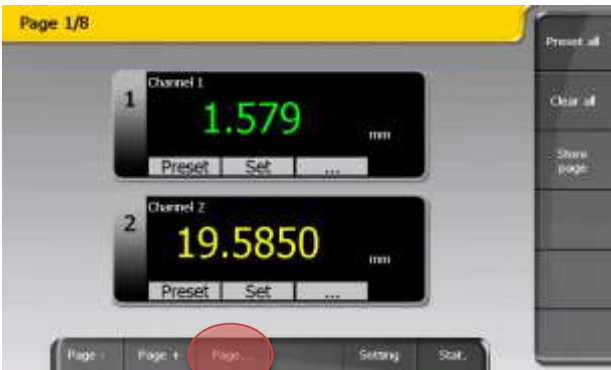 Page 1/8
Preset all
Clear all
Store
page
1
Channel 1
1.579
mm
Preset Set ...
2
Channel 2
19.5850
mm
Preset Set ...
Page - Page + Page... Setting Stat.